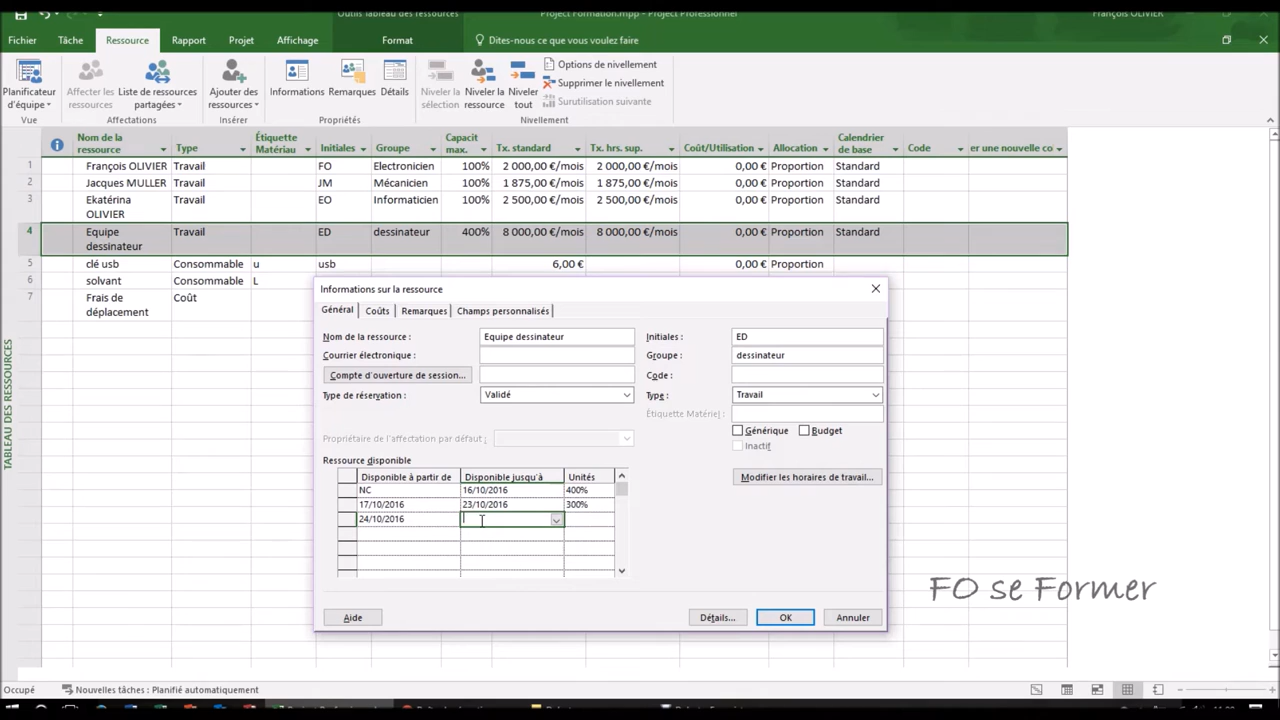 Outils Tableau des ressources
Project Formation.mpp - Project Professionnel
François OLIVIER
Fichier Tâche Ressource Rapport Projet Affichage Format Dites-nous ce que vous voulez faire
Planificateur d'équipe
Affecter les ressources
Liste de ressources partagées
Ajouter des ressources
Informations
Remarques
Détails
Niveler la sélection
Niveler la ressource
Niveler tout
Options de nivellement
Supprimer le nivellement
Surutilisation suivante
Vue Affectations Insérer Propriétés Nivellement
Nom de la ressource Type Étiquette Matériau Initiales Groupe Capacit max. Tx. standard Tx. hrs. sup. Coût/Utilisation Allocation Calendrier de base Code er une nouvelle co
1 François OLIVIER Travail FO Electronicien 100% 2 000,00 €/mois 2 000,00 €/mois 0,00 € Proportion Standard
2 Jacques MULLER Travail JM Mécanicien 100% 1 875,00 €/mois 1 875,00 €/mois 0,00 € Proportion Standard
3 Ekatérina OLIVIER Travail EO Informaticien 100% 2 500,00 €/mois 2 500,00 €/mois 0,00 € Proportion Standard
4 Equipe dessinateur Travail ED dessinateur 400% 8 000,00 €/mois 8 000,00 €/mois 0,00 € Proportion Standard
5 clé usb Consommable u usb 6,00 € 0,00 € Proportion
6 solvant Consommable L
7 Frais de déplacement Coût
TABLEAU DES RESSOURCES
Informations sur la ressource
Général Coûts Remarques Champs personnalisés
Nom de la ressource : Equipe dessinateur Initiales : ED
Courrier électronique : Groupe : dessinateur
Compte d'ouverture de session... Code :
Type de réservation : Validé Type : Travail
Étiquette Matériel :
Générique Budget
Propriétaire de l'affectation par défaut : Inactif
Ressource disponible
Modifier les horaires de travail...
Disponible à partir de Disponible jusqu'à Unités
NC 16/10/2016 400%
17/10/2016 23/10/2016 300%
24/10/2016
FO se Former
Aide Détails... OK Annuler
Occupé Nouvelles tâches : Planifié automatiquement